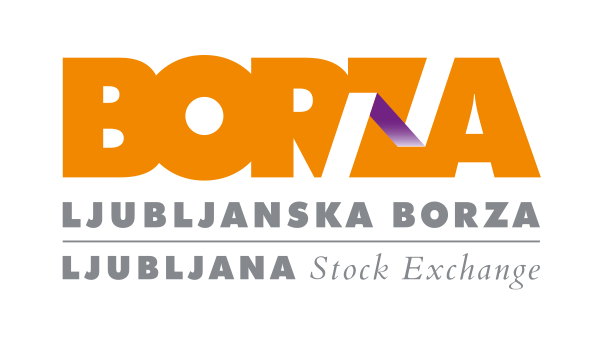 BORZA
LJUBLJANSKA BORZA
LJUBLJANA Stock Exchange